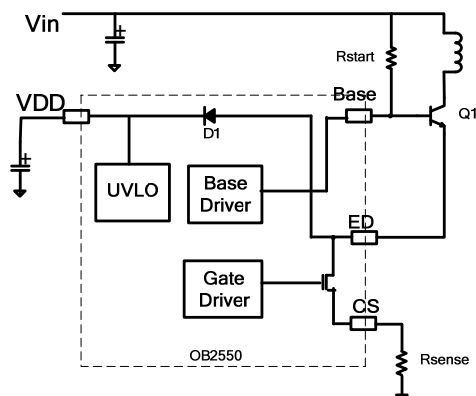 Vin
Rstart
VDD
Base
Q1
D1
UVLO
Base
Driver
ED
Gate
Driver
CS
OB2550
Rsense